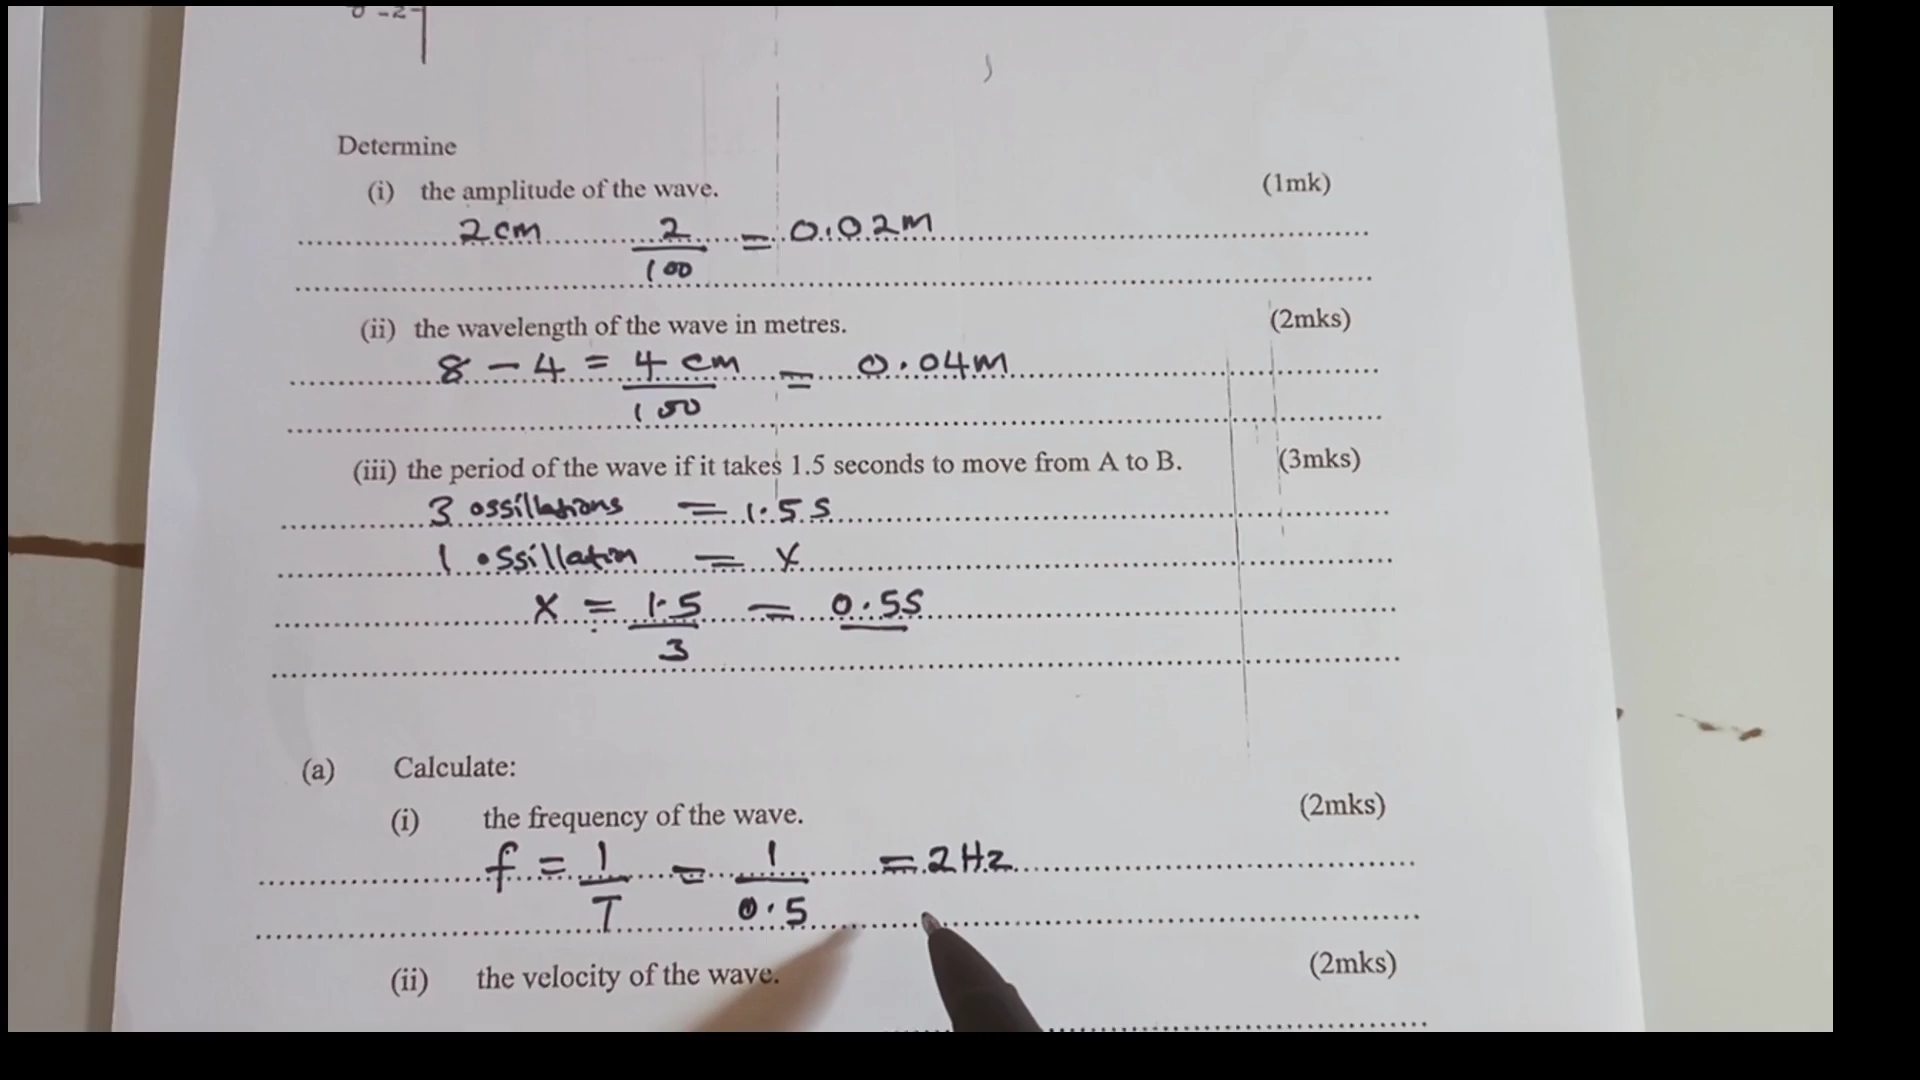 Determine
(i) the amplitude of the wave. (1mk)
2cm 2/100 = 0.02m
(ii) the wavelength of the wave in metres. (2mks)
8 - 4 = 4 cm/100 = 0.04m
(iii) the period of the wave if it takes 1.5 seconds to move from A to B. (3mks)
3 ossillations = 1.5s
1 ossillation = x
x = 1.5/3 = 0.5s
(a) Calculate:
(i) the frequency of the wave. (2mks)
f = 1/T = 1/0.5 = 2Hz
(ii) the velocity of the wave. (2mks)